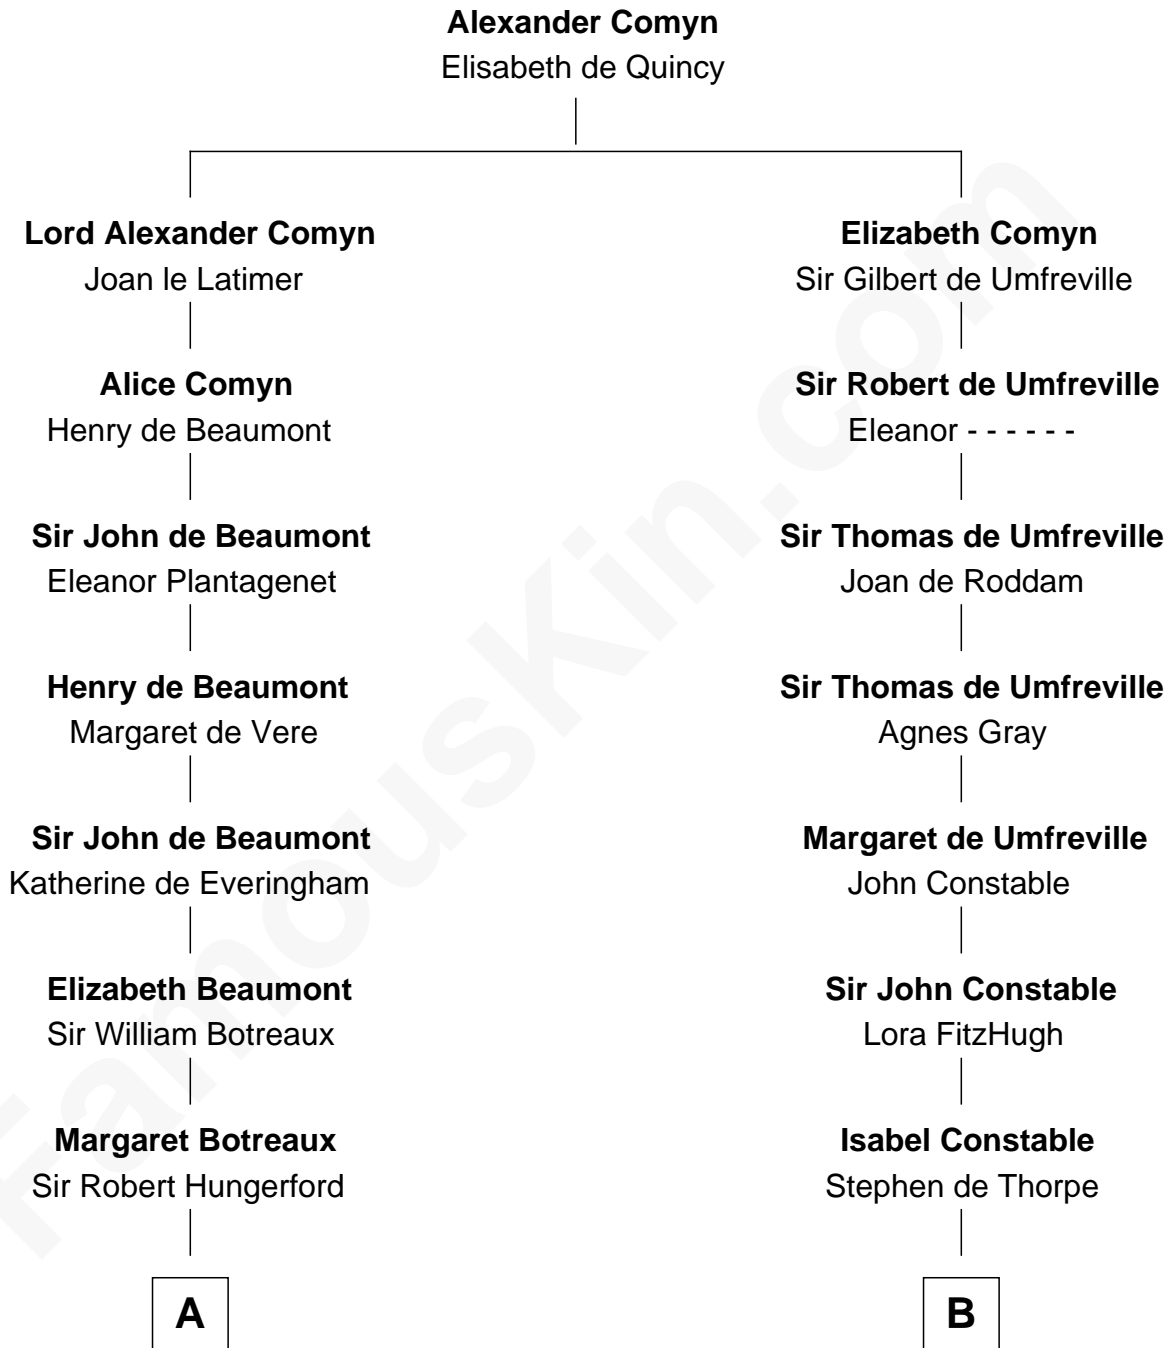 Alexander Comyn
Elisabeth de Quincy
Lord Alexander Comyn
Joan le Latimer
Alice Comyn
Henry de Beaumont
Sir John de Beaumont
Eleanor Plantagenet
Henry de Beaumont
Margaret de Vere
Sir John de Beaumont
Katherine de Everingham
Elizabeth Beaumont
Sir William Botreaux
Margaret Botreaux
Sir Robert Hungerford
A
Elizabeth Comyn
Sir Gilbert de Umfreville
Sir Robert de Umfreville
Eleanor - - - - - -
Sir Thomas de Umfreville
Joan de Roddam
Sir Thomas de Umfreville
Agnes Gray
Margaret de Umfreville
John Constable
Sir John Constable
Lora FitzHugh
Isabel Constable
Stephen de Thorpe
B
FamousKin.com